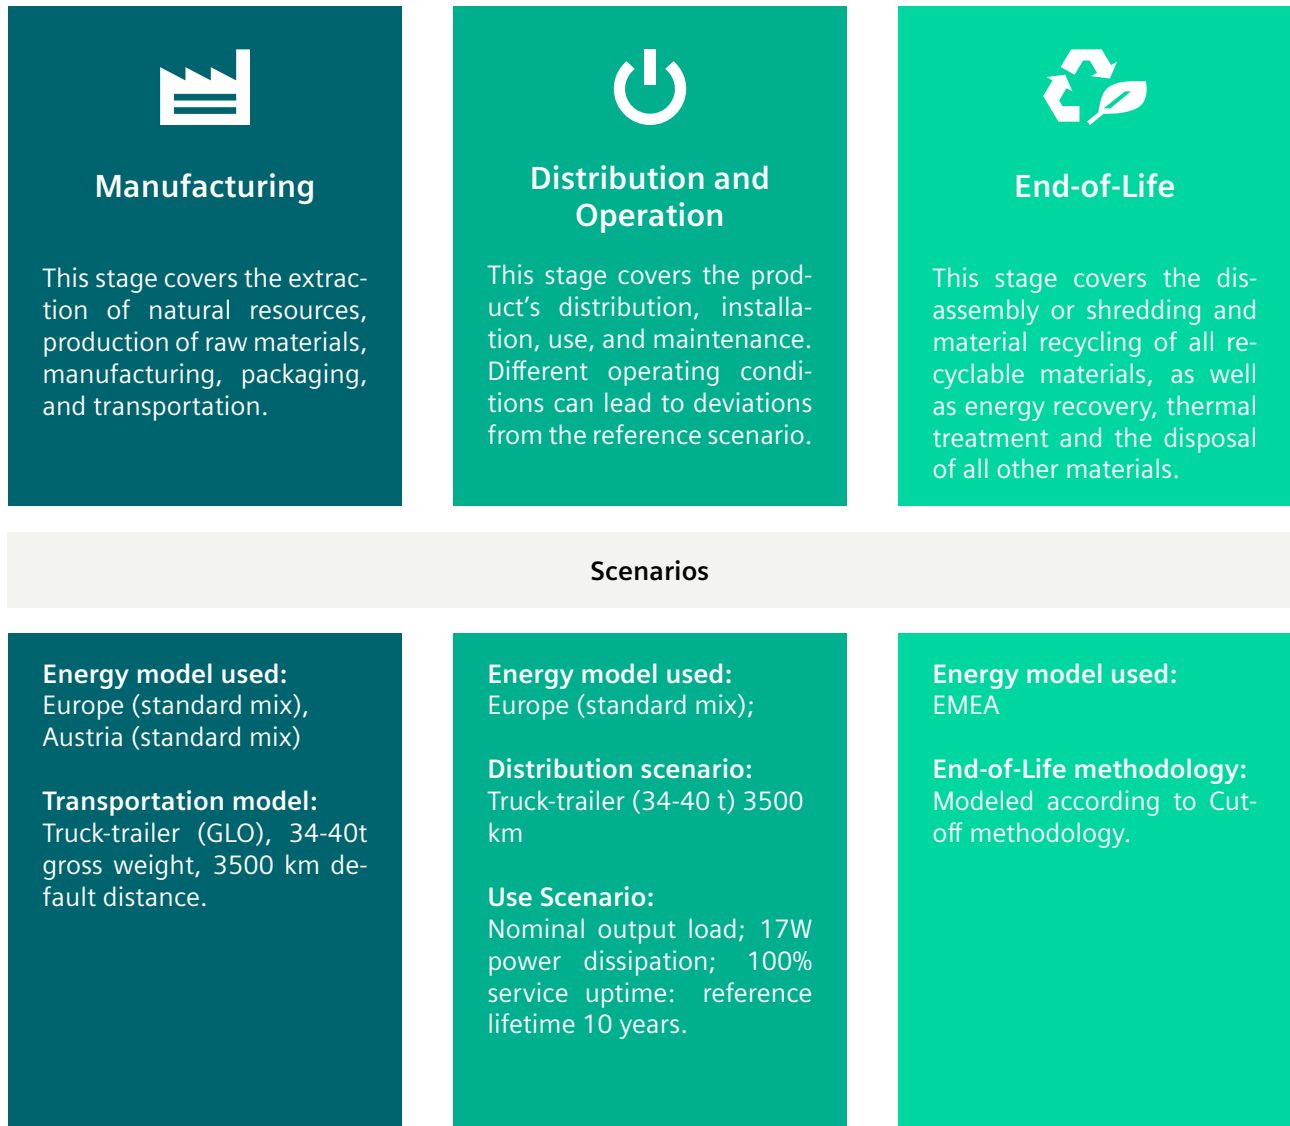 Manufacturing
This stage covers the extrac-
tion of natural resources,
production of raw materials,
manufacturing, packaging,
and transportation.
Distribution and
Operation
This stage covers the prod-
uct's distribution, installa-
tion, use, and maintenance.
Different operating condi-
tions can lead to deviations
from the reference scenario.
End-of-Life
This stage covers the dis-
assembly or shredding and
material recycling of all re-
cyclable materials, as well
as energy recovery, thermal
treatment and the disposal
of all other materials.
Scenarios
Energy model used:
Europe (standard mix),
Austria (standard mix)
Transportation model:
Truck-trailer (GLO), 34-40t
gross weight, 3500 km de-
fault distance.
Energy model used:
Europe (standard mix);
Distribution scenario:
Truck-trailer (34-40 t) 3500
km
Use Scenario:
Nominal output load; 17W
power dissipation; 100%
service uptime: reference
lifetime 10 years.
Energy model used:
EMEA
End-of-Life methodology:
Modeled according to Cut-
off methodology.